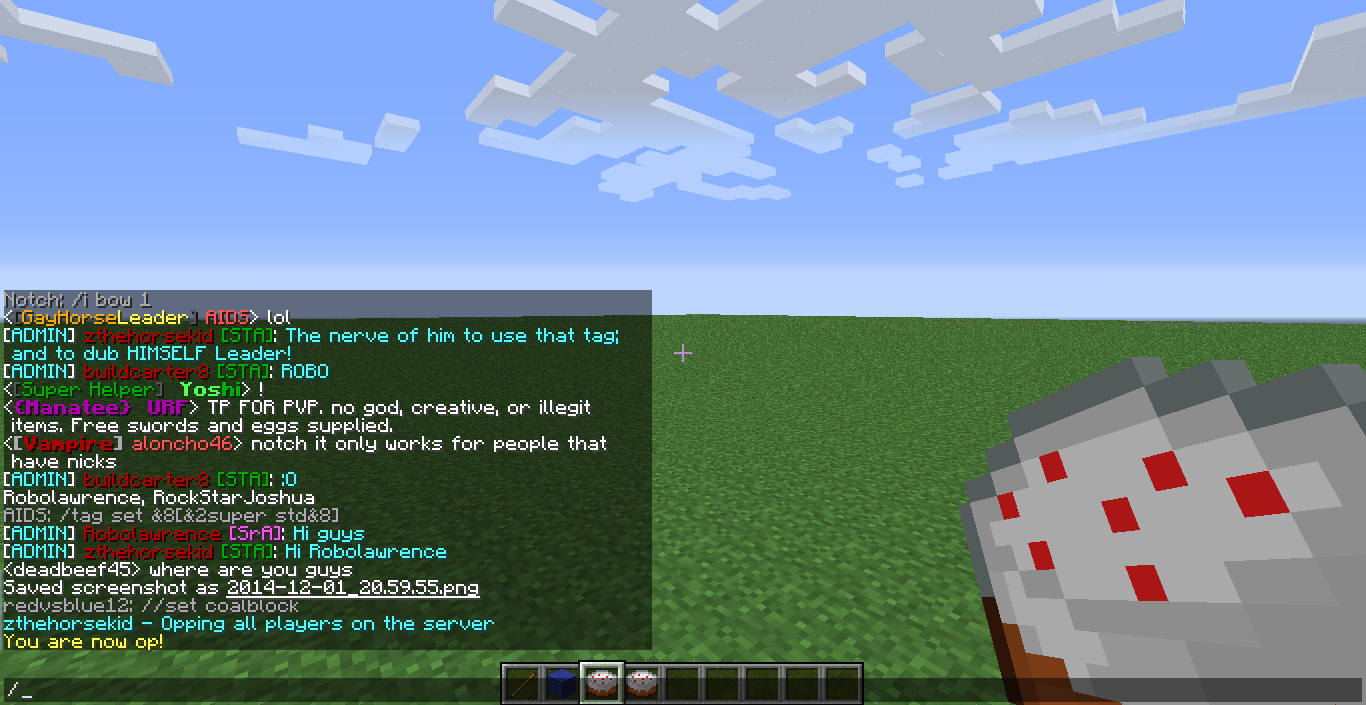 Notch: /i bow 1
<[GayHorseLeader] AIDS> lol
[ADMIN] zthehorsekid [STA]: The nerve of him to use that tag;
and to dub HIMSELF Leader!
[ADMIN] buildcarter8 [STA]: ROBO
<[Super Helper] Yoshi> !
<{Manatee} URF> TP FOR PVP. no god, creative, or illegit
items. Free swords and eggs supplied.
<[Vampire] aloncho46> notch it only works for people that
have nicks
[ADMIN] buildcarter8 [STA]: :O
Robolawrence, RockStarJoshua
AIDS: /tag set &8[&2super std&8]
[ADMIN] Robolawrence [SrA]: Hi guys
[ADMIN] zthehorsekid [STA]: Hi Robolawrence
<deadbeef45> where are you guys
Saved screenshot as 2014-12-01_20.59.55.png
redvsblue12: //set coalblock
zthehorsekid - Opping all players on the server
You are now op!
/_